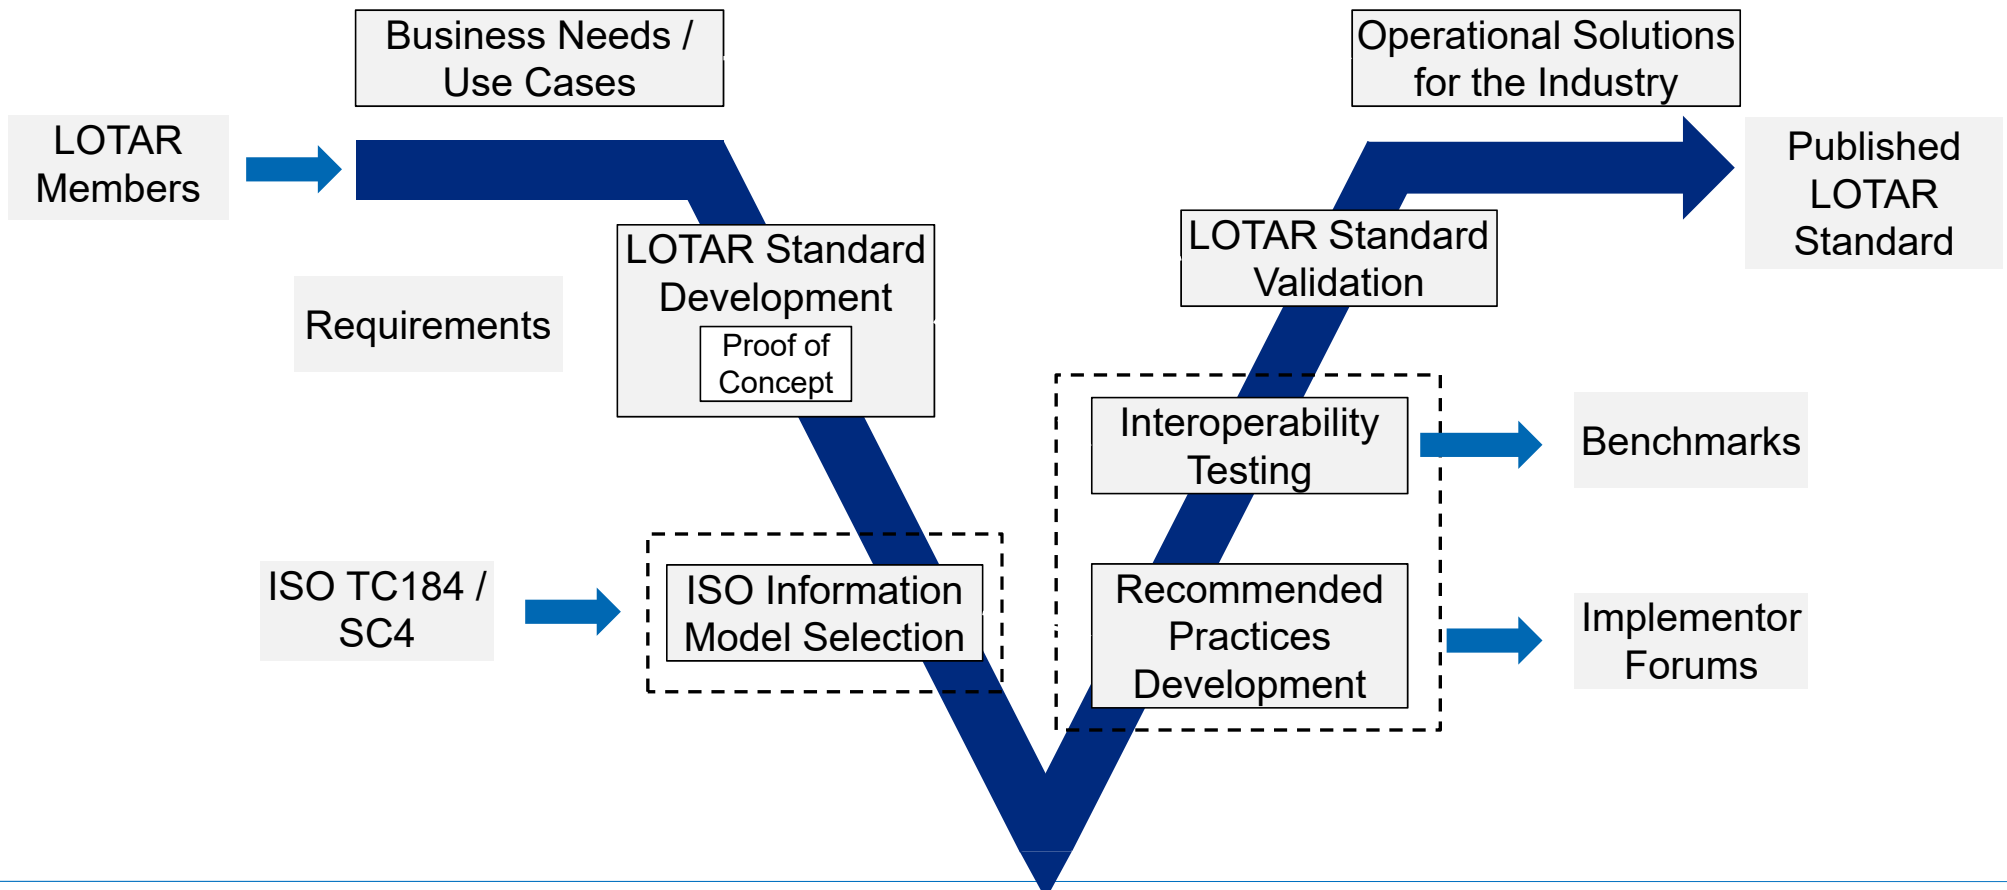 Business Needs /
Use Cases
Operational Solutions
for the Industry
LOTAR
Members
Published
LOTAR
Standard
LOTAR Standard
Development
Proof of
Concept
LOTAR Standard
Validation
Requirements
Interoperability
Testing
Benchmarks
ISO TC184 /
SC4
ISO Information
Model Selection
Recommended
Practices
Development
Implementor
Forums